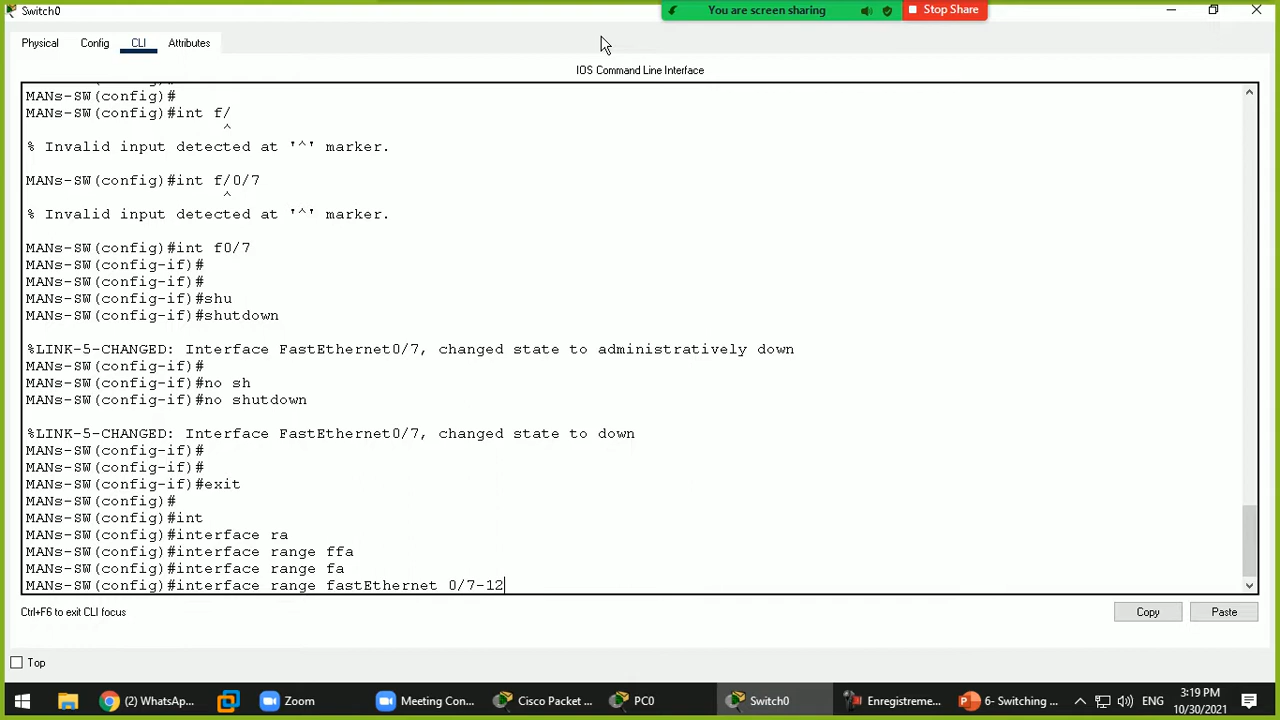 Switch0
You are screen sharing
Stop Share
Physical Config CLI Attributes
IOS Command Line Interface
MANs-SW(config)#
MANs-SW(config)#int f/
^
% Invalid input detected at '^' marker.
MANs-SW(config)#int f/0/7
^
% Invalid input detected at '^' marker.
MANs-SW(config)#int f0/7
MANs-SW(config-if)#
MANs-SW(config-if)#
MANs-SW(config-if)#shu
MANs-SW(config-if)#shutdown
%LINK-5-CHANGED: Interface FastEthernet0/7, changed state to administratively down
MANs-SW(config-if)#
MANs-SW(config-if)#no sh
MANs-SW(config-if)#no shutdown
%LINK-5-CHANGED: Interface FastEthernet0/7, changed state to down
MANs-SW(config-if)#
MANs-SW(config-if)#
MANs-SW(config-if)#exit
MANs-SW(config)#
MANs-SW(config)#int
MANs-SW(config)#interface ra
MANs-SW(config)#interface range ffa
MANs-SW(config)#interface range fa
MANs-SW(config)#interface range fastEthernet 0/7-12
Ctrl+F6 to exit CLI focus
Copy Paste
Top
(2) WhatsAp... Zoom Meeting Con... Cisco Packet ... PC0 Switch0 Enregistreme... 6- Switching ... ENG 3:19 PM
10/30/2021